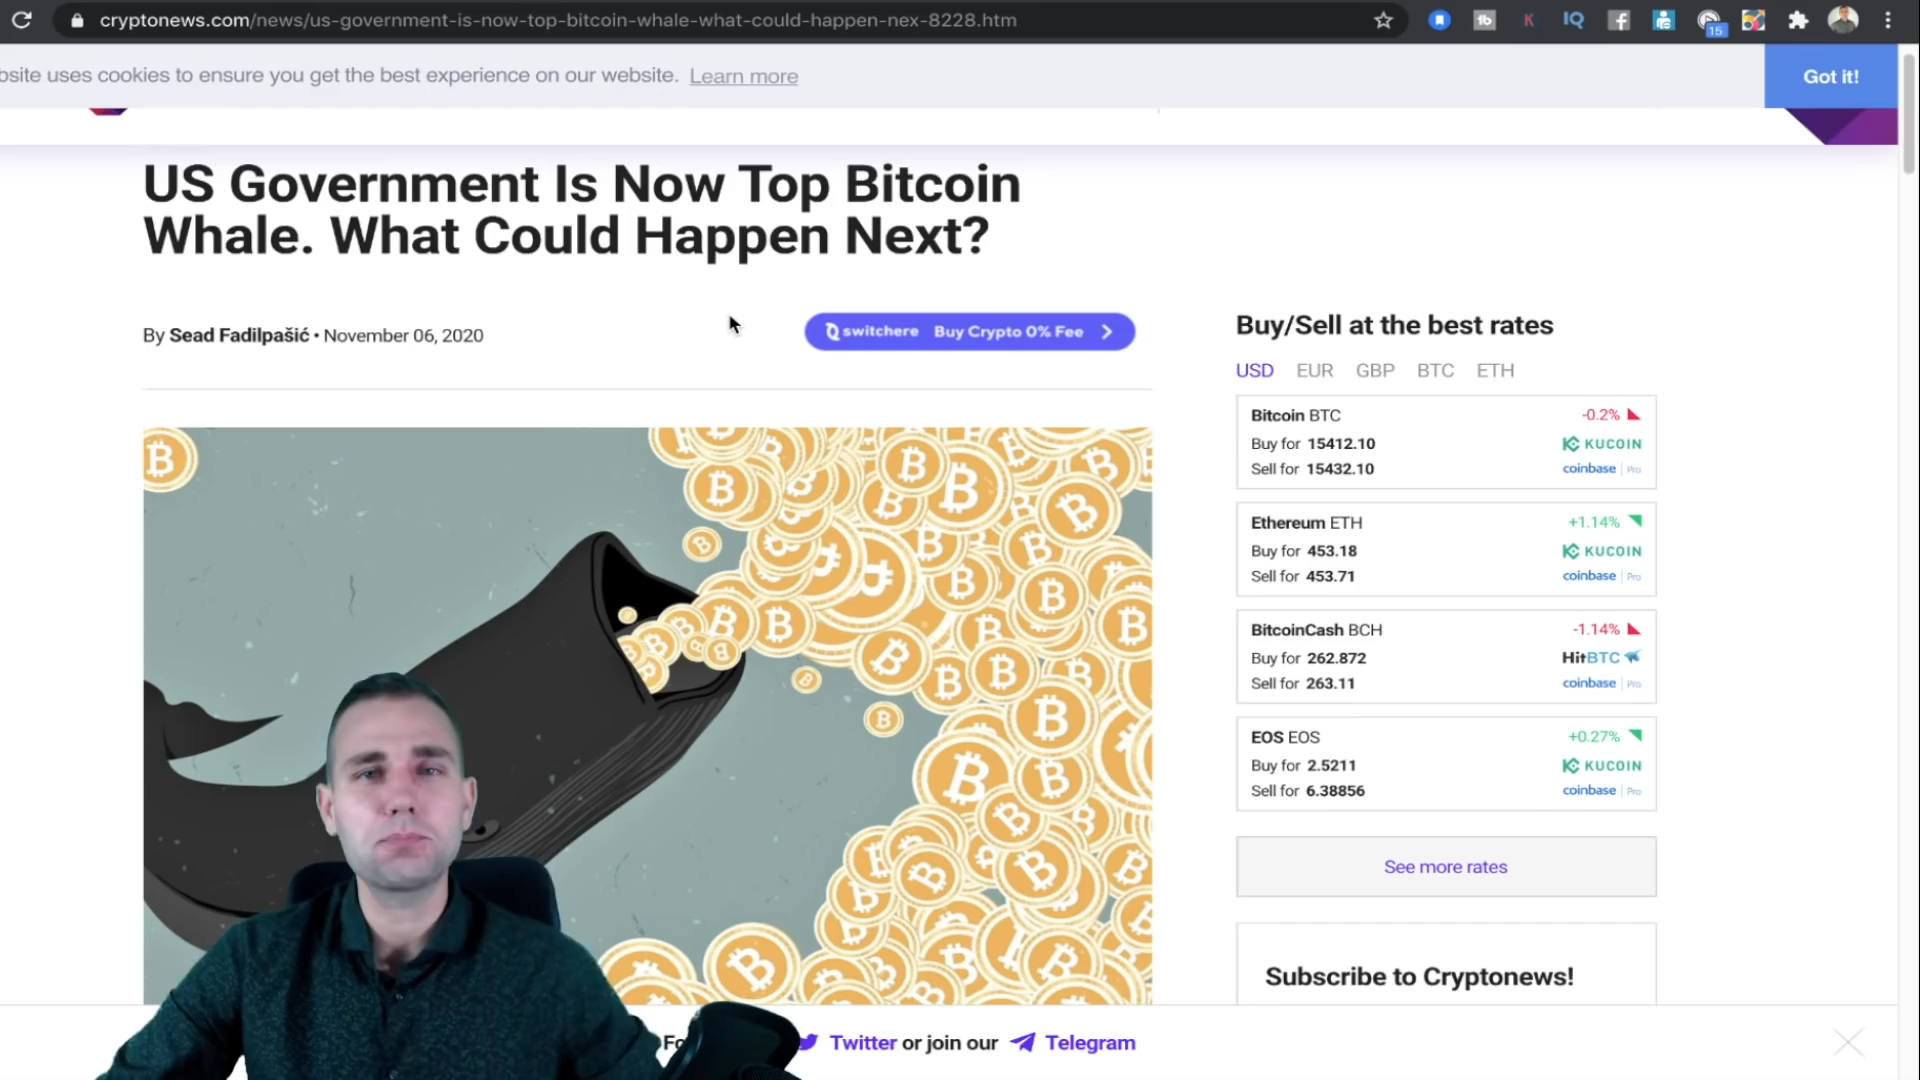 cryptonews.com/news/us-government-is-now-top-bitcoin-whale-what-could-happen-nex-8228.htm
15
bsite uses cookies to ensure you get the best experience on our website. Learn more
Got it!
US Government Is Now Top Bitcoin
Whale. What Could Happen Next?
By Sead Fadilpašić • November 06, 2020
switchere Buy Crypto 0% Fee
Buy/Sell at the best rates
USD EUR GBP BTC ETH
Bitcoin BTC -0.2%
Buy for 15412.10 KUCOIN
Sell for 15432.10 coinbase | Pro
Ethereum ETH +1.14%
Buy for 453.18 KUCOIN
Sell for 453.71 coinbase | Pro
BitcoinCash BCH -1.14%
Buy for 262.872 HitBTC
Sell for 263.11 coinbase | Pro
EOS EOS +0.27%
Buy for 2.5211 KUCOIN
Sell for 6.38856 coinbase | Pro
See more rates
Subscribe to Cryptonews!
Fo
Twitter or join our Telegram